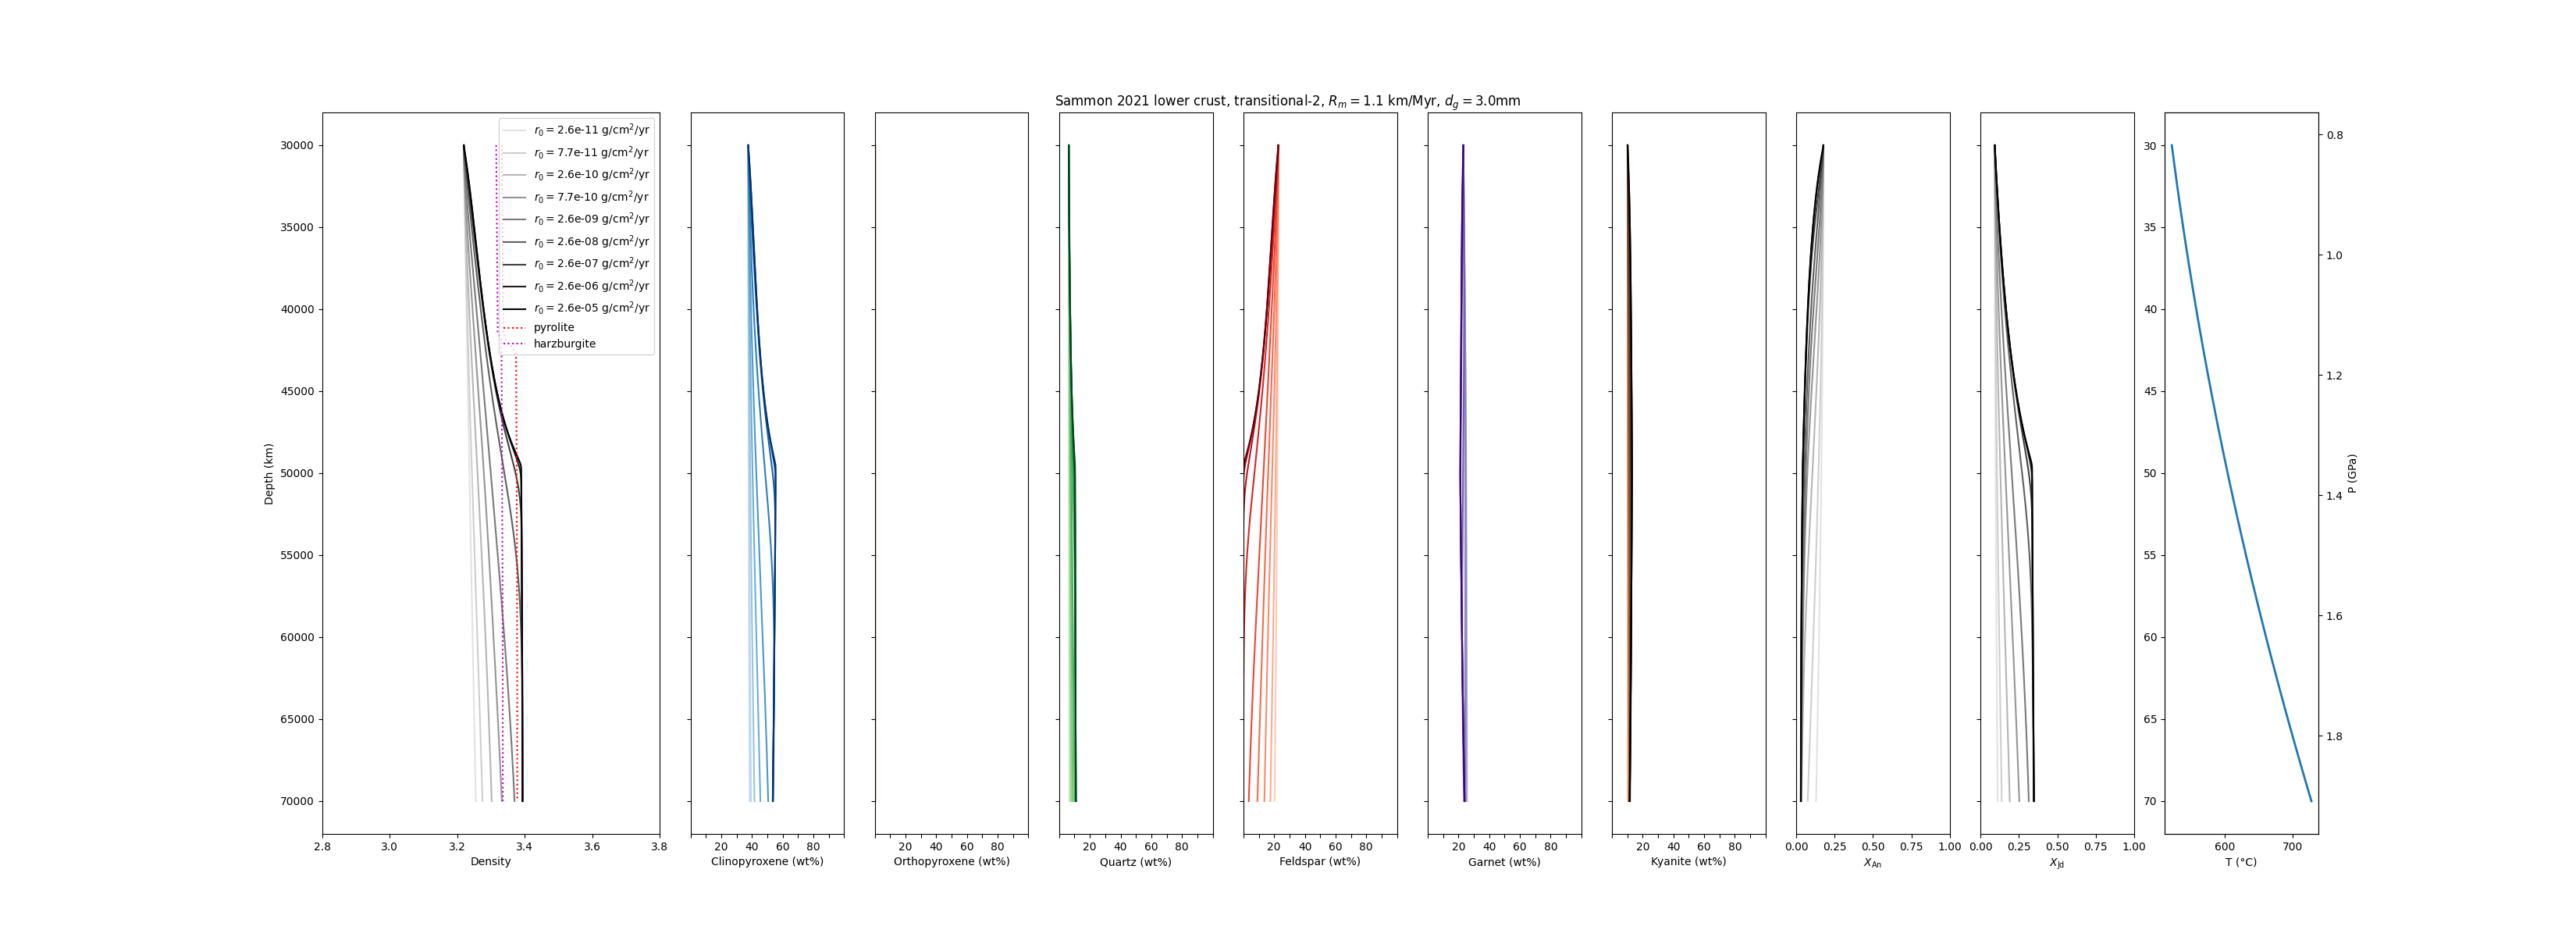 Sammon 2021 lower crust, transitional-2, R_m = 1.1 km/Myr, d_g = 3.0mm
r_0 = 2.6e-11 g/cm²/yr
r_0 = 7.7e-11 g/cm²/yr
r_0 = 2.6e-10 g/cm²/yr
r_0 = 7.7e-10 g/cm²/yr
r_0 = 2.6e-09 g/cm²/yr
r_0 = 2.6e-08 g/cm²/yr
r_0 = 2.6e-07 g/cm²/yr
r_0 = 2.6e-06 g/cm²/yr
r_0 = 2.6e-05 g/cm²/yr
pyrolite
harzburgite
Depth (km)
30000
35000
40000
45000
50000
55000
60000
65000
70000
2.8 3.0 3.2 3.4 3.6 3.8
Density
20 40 60 80
Clinopyroxene (wt%)
20 40 60 80
Orthopyroxene (wt%)
20 40 60 80
Quartz (wt%)
20 40 60 80
Feldspar (wt%)
20 40 60 80
Garnet (wt%)
20 40 60 80
Kyanite (wt%)
0.00 0.25 0.50 0.75 1.00
X_An
0.00 0.25 0.50 0.75 1.00
X_Jd
30
35
40
45
50
55
60
65
70
600 700
T (°C)
0.8
1.0
1.2
1.4
1.6
1.8
P (GPa)